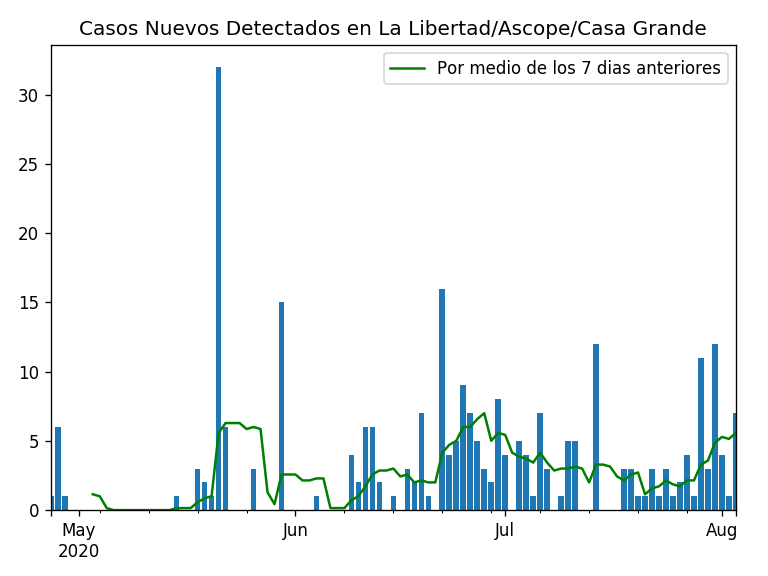 Casos Nuevos Detectados en La Libertad/Ascope/Casa Grande
Por medio de los 7 dias anteriores
30
25
20
15
10
5
0
May
2020
Jun
Jul
Aug